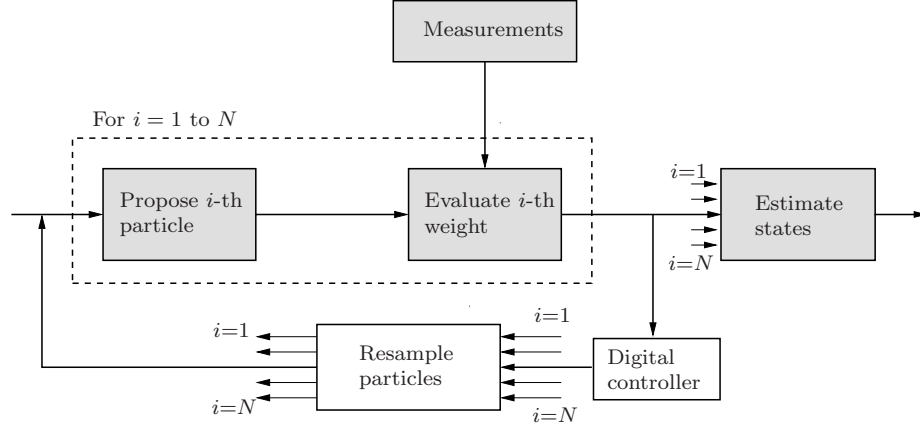 Measurements
For i = 1 to N
Propose i-th
particle
Evaluate i-th
weight
i=1
Estimate
states
i=N
i=1
Resample
particles
i=N
i=1
i=N
Digital
controller